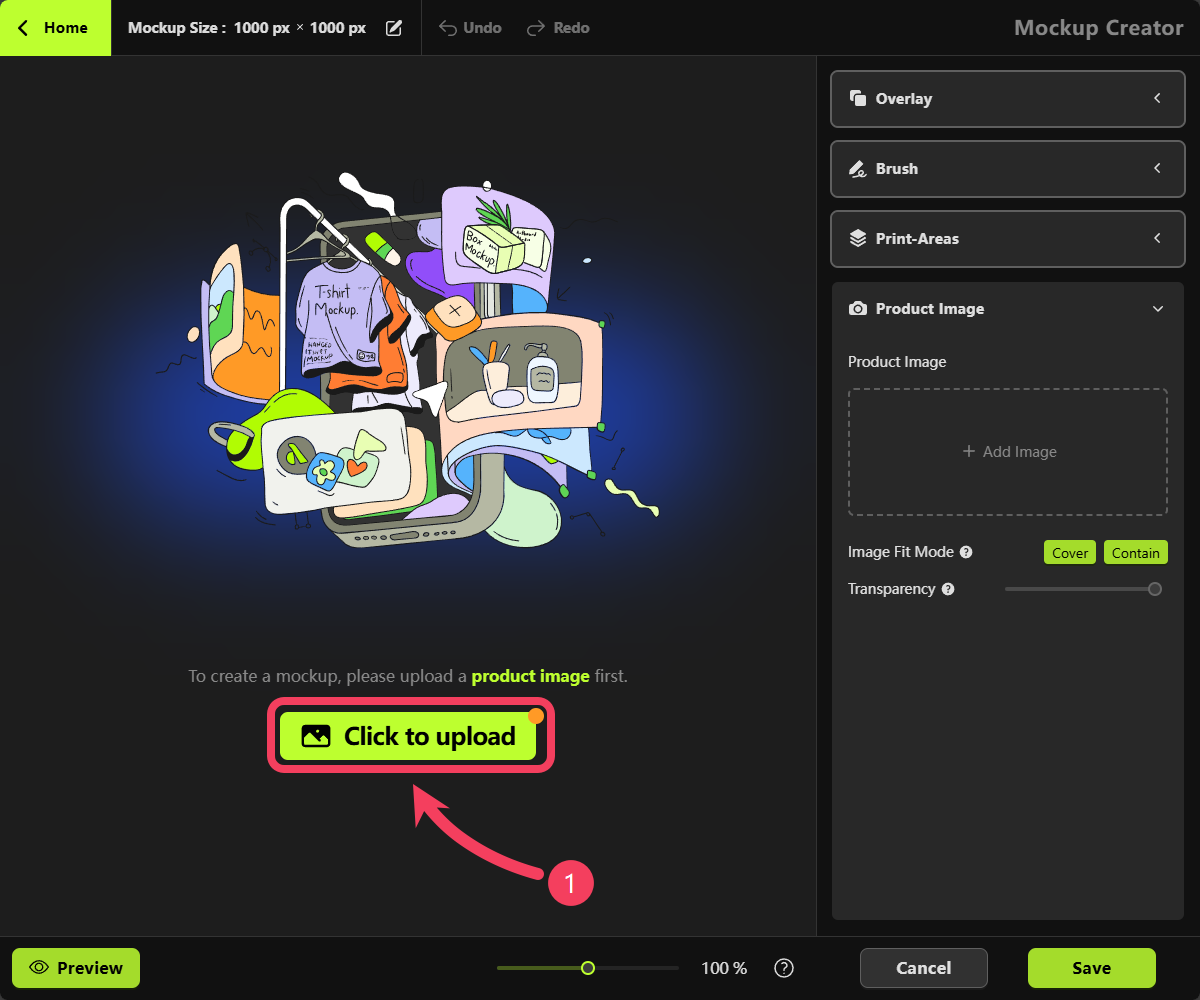 Home
Mockup Size : 1000 px × 1000 px
Undo
Redo
Mockup Creator
Overlay
Brush
Print-Areas
Product Image
Product Image
+ Add Image
Image Fit Mode ?
Cover
Contain
Transparency ?
Box
Mockup
T-shirt
Mockup.
HANGED
MOCKUP
To create a mockup, please upload a product image first.
Click to upload
1
Preview
100 %
?
Cancel
Save